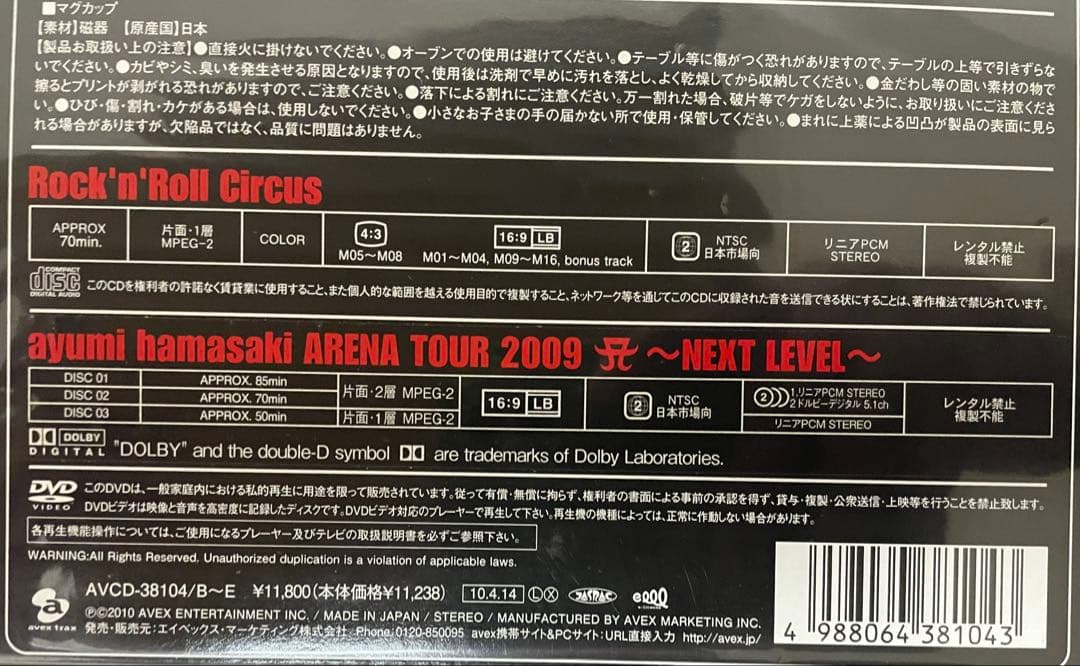 ■マグカップ
【素材】磁器 【原産国】日本
【製品お取扱い上の注意】●直接火に掛けないでください。●オーブンでの使用は避けてください。●テーブル等に傷がつく恐れがありますので、テーブルの上等で引きずらな
いでください。●カビやシミ、臭いを発生させる原因となりますので、使用後は洗剤で早めに汚れを落とし、よく乾燥してから収納してください。●金だわし等の固い素材の物で
擦るとプリントが剥がれる恐れがありますので、ご注意ください。●落下による割れにご注意ください。万一割れた場合、破片等でケガをしないように、お取り扱いにご注意くださ
い。●ひび・傷・割れ・カケがある場合は、使用しないでください。●小さなお子さまの手の届かない所で使用・保管してください。●まれに上薬による凹凸が製品の表面に見ら
れる場合がありますが、欠陥品ではなく、品質に問題はありません。
Rock'n'Roll Circus
APPROX 70min.
片面・1層 MPEG-2
COLOR
4:3
M05〜M08
16:9 LB
M01〜M04, M09〜M16, bonus track
2 NTSC 日本市場向
リニアPCM STEREO
レンタル禁止 複製不能
COMPACT disc DIGITAL AUDIO このCDを権利者の許諾なく賃貸業に使用すること、また個人的な範囲を越える使用目的で複製すること、ネットワーク等を通じてこのCDに収録された音を送信できる状にすることは、著作権法で禁じられています。
ayumi hamasaki ARENA TOUR 2009 A 〜NEXT LEVEL〜
DISC 01 APPROX. 85min
DISC 02 APPROX. 70min
DISC 03 APPROX. 50min
片面・2層 MPEG-2
片面・1層 MPEG-2
16:9 LB
2 NTSC 日本市場向
2 1.リニアPCM STEREO
2.ドルビーデジタル 5.1ch
リニアPCM STEREO
レンタル禁止 複製不能
DOLBY DIGITAL "DOLBY" and the double-D symbol are trademarks of Dolby Laboratories.
DVD VIDEO このDVDは、一般家庭内における私的再生に用途を限って販売されています。従って有償・無償に拘らず、権利者の書面による事前の承認を得ず、貸与・複製・公衆送信・上映等を行うことを禁止致します。
DVDビデオは映像と音声を高密度に記録したディスクです。DVDビデオ対応のプレーヤーで再生して下さい。再生機の機種によっては、正常に作動しない場合があります。
各再生機能操作については、ご使用になるプレーヤー及びテレビの取扱説明書を必ずご参照下さい。
WARNING:All Rights Reserved. Unauthorized duplication is a violation of applicable laws.
a avex trax
AVCD-38104/B〜E ¥11,800(本体価格¥11,238) 10.4.14 L X JASRAC
℗©2010 AVEX ENTERTAINMENT INC. / MADE IN JAPAN / STEREO / MANUFACTURED BY AVEX MARKETING INC.
発売・販売元:エイベックス・マーケティング株式会社 Phone:0120-850095 avex携帯サイト&PCサイト:URL直接入力 http://avex.jp/
4 988064 381043